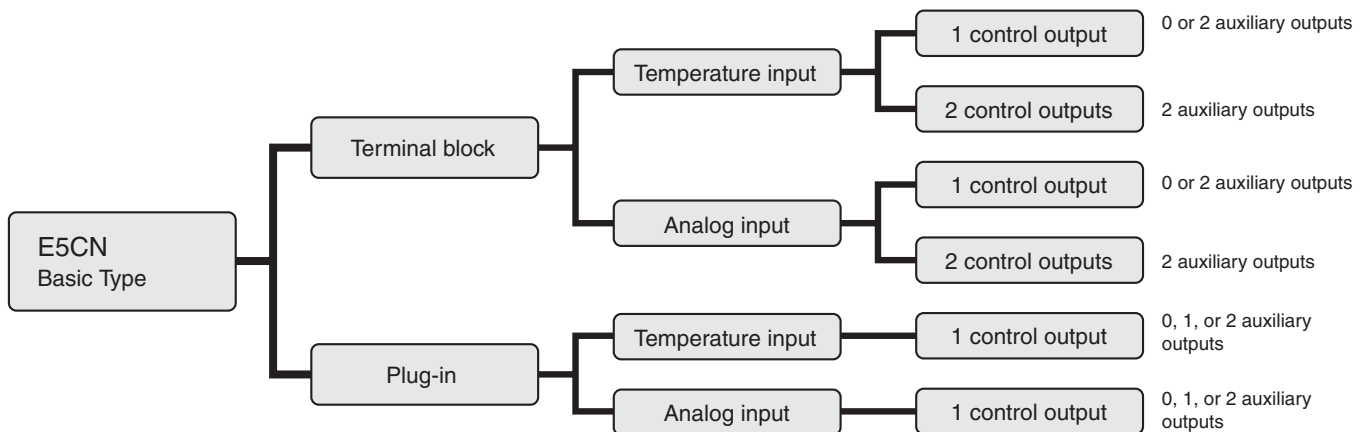 E5CN
Basic Type
Terminal block
Temperature input
1 control output
0 or 2 auxiliary outputs
2 control outputs
2 auxiliary outputs
Analog input
1 control output
0 or 2 auxiliary outputs
2 control outputs
2 auxiliary outputs
Plug-in
Temperature input
1 control output
0, 1, or 2 auxiliary
outputs
Analog input
1 control output
0, 1, or 2 auxiliary
outputs